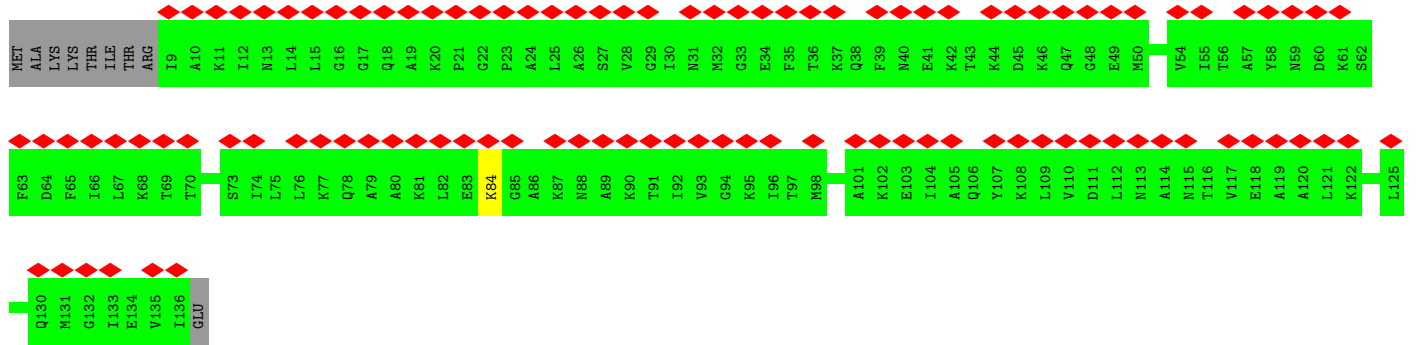 MET ALA LYS LYS THR ILE THR ARG I9 A10 K11 I12 N13 L14 L15 G16 G17 Q18 A19 K20 P21 G22 P23 A24 L25 A26 S27 V28 G29 I30 N31 M32 G33 E34 F35 T36 K37 Q38 F39 N40 E41 K42 T43 K44 D45 K46 Q47 G48 E49 M50 V54 I55 T56 A57 Y58 N59 D60 K61 S62
F63 D64 F65 I66 L67 K68 T69 T70 S73 I74 L75 L76 K77 Q78 A79 A80 K81 L82 E83 K84 G85 A86 K87 N88 A89 K90 T91 I92 V93 G94 K95 I96 T97 M98 A101 K102 E103 I104 A105 Q106 Y107 K108 L109 V110 D111 L112 N113 A114 N115 T116 V117 E118 A119 A120 L121 K122 L125
Q130 M131 G132 I133 E134 V135 I136 GLU